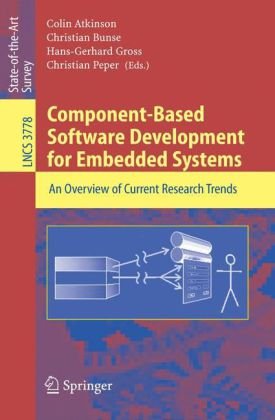 State-of-the-Art
Survey
LNCS 3778
Colin Atkinson
Christian Bunse
Hans-Gerhard Gross
Christian Peper (Eds.)
Component-Based
Software Development
for Embedded Systems
An Overview of Current Research Trends
Springer